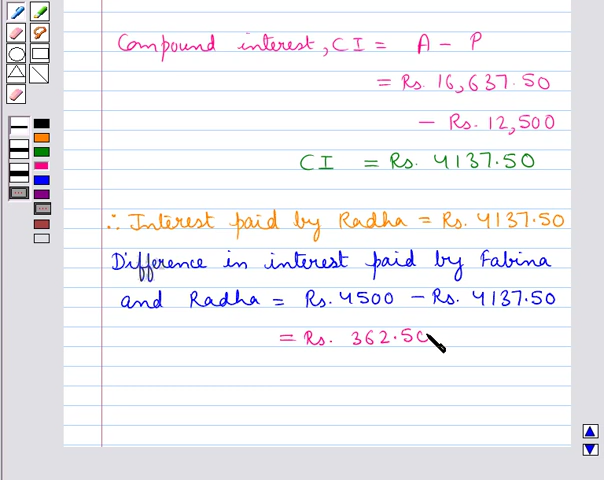 Compound interest, CI = A - P
= Rs. 16,637.50
- Rs. 12,500
CI = Rs. 4137.50
∴ Interest paid by Radha = Rs. 4137.50
Difference in interest paid by Fabina
and Radha = Rs. 4500 - Rs. 4137.50
= Rs. 362.50